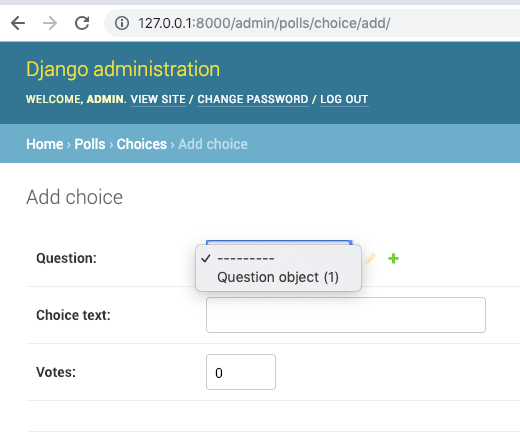 127.0.0.1:8000/admin/polls/choice/add/
Django administration
WELCOME, ADMIN. VIEW SITE / CHANGE PASSWORD / LOG OUT
Home › Polls › Choices › Add choice
Add choice
Question:
---------
Question object (1)
Choice text:
Votes:
0